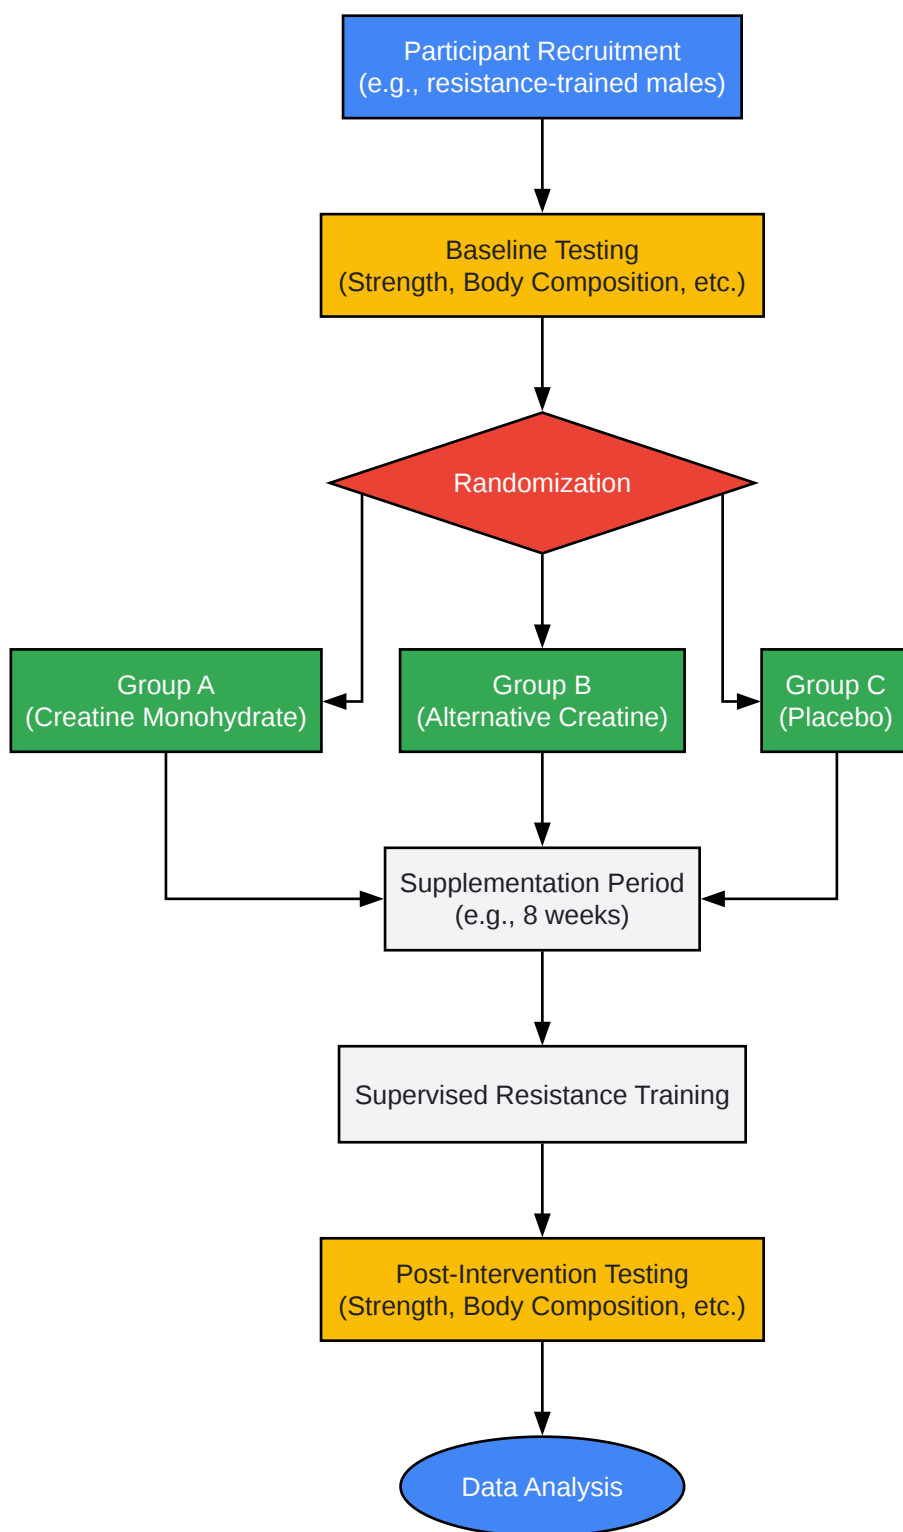 Participant Recruitment
(e.g., resistance-trained males)
Baseline Testing
(Strength, Body Composition, etc.)
Randomization
Group A
(Creatine Monohydrate)
Group B
(Alternative Creatine)
Group C
(Placebo)
Supplementation Period
(e.g., 8 weeks)
Supervised Resistance Training
Post-Intervention Testing
(Strength, Body Composition, etc.)
Data Analysis